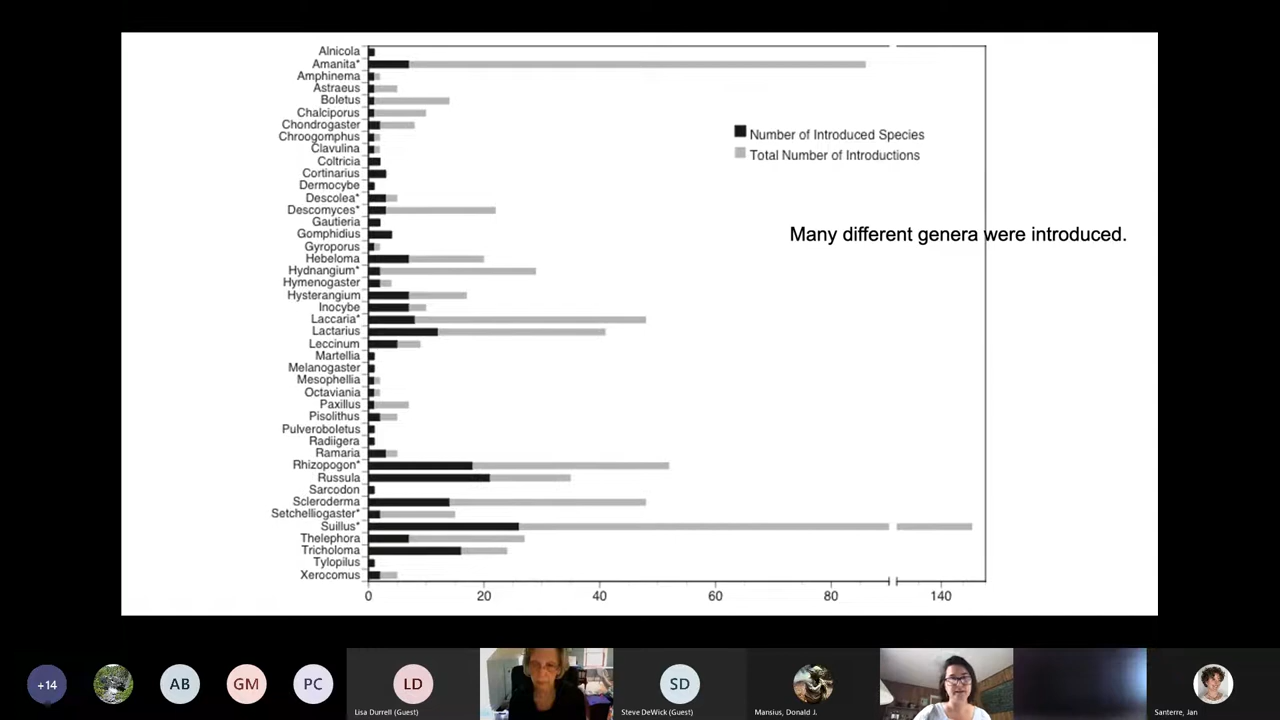 Alnicola
Amanita*
Amphinema
Astraeus
Boletus
Chalciporus
Chondrogaster
Chroogomphus
Clavulina
Coltricia
Cortinarius
Dermocybe
Descolea*
Descomyces*
Gautieria
Gomphidius
Gyroporus
Hebeloma
Hydnangium*
Hymenogaster
Hysterangium
Inocybe
Laccaria*
Lactarius
Leccinum
Martellia
Melanogaster
Mesophellia
Octaviania
Paxillus
Pisolithus
Pulveroboletus
Radiigera
Ramaria
Rhizopogon*
Russula
Sarcodon
Scleroderma
Setchelliogaster*
Suillus*
Thelephora
Tricholoma
Tylopilus
Xerocomus
0 20 40 60 80 140
Number of Introduced Species
Total Number of Introductions
Many different genera were introduced.
+14 AB GM PC LD SD
Lisa Durrell (Guest) Steve DeWick (Guest) Mansius, Donald J. Santerre, Jan